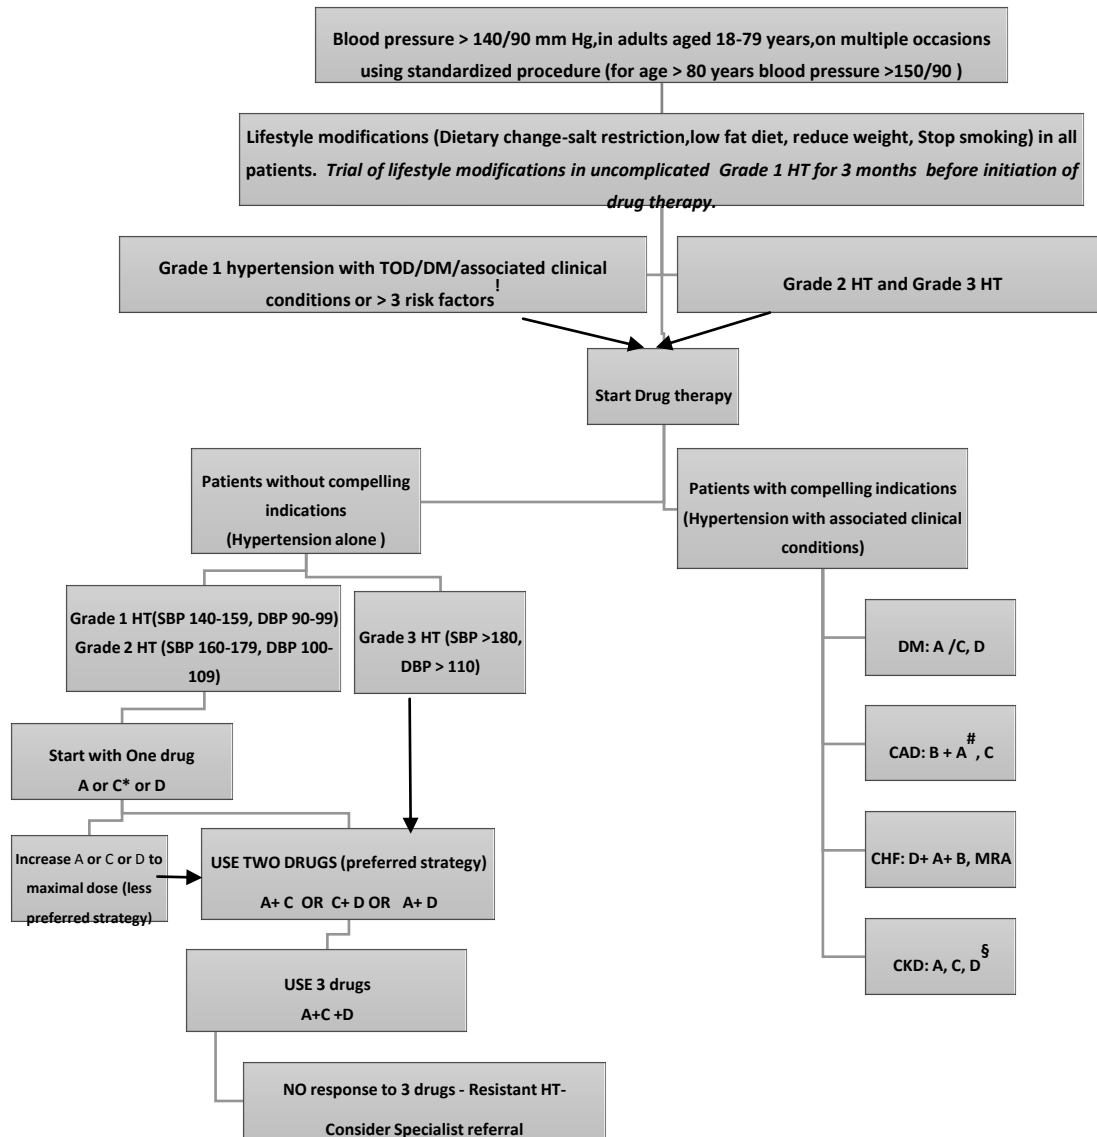 Blood pressure > 140/90 mm Hg,in adults aged 18-79 years,on multiple occasions
using standardized procedure (for age > 80 years blood pressure >150/90 )
Lifestyle modifications (Dietary change-salt restriction,low fat diet, reduce weight, Stop smoking) in all
patients. Trial of lifestyle modifications in uncomplicated Grade 1 HT for 3 months before initiation of
drug therapy.
Grade 1 hypertension with TOD/DM/associated clinical
conditions or > 3 risk factors!
Grade 2 HT and Grade 3 HT
Start Drug therapy
Patients without compelling
indications
(Hypertension alone )
Patients with compelling indications
(Hypertension with associated clinical
conditions)
Grade 1 HT(SBP 140-159, DBP 90-99)
Grade 2 HT (SBP 160-179, DBP 100-
109)
Grade 3 HT (SBP >180,
DBP > 110)
DM: A /C, D
Start with One drug
A or C* or D
CAD: B + A#, C
Increase A or C or D to
maximal dose (less
preferred strategy)
USE TWO DRUGS (preferred strategy)
A+ C OR C+ D OR A+ D
CHF: D+ A+ B, MRA
CKD: A, C, D§
USE 3 drugs
A+C +D
NO response to 3 drugs - Resistant HT-
Consider Specialist referral